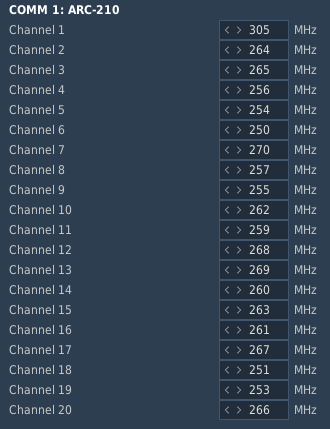 COMM 1: ARC-210
Channel 1 < > 305 MHz
Channel 2 < > 264 MHz
Channel 3 < > 265 MHz
Channel 4 < > 256 MHz
Channel 5 < > 254 MHz
Channel 6 < > 250 MHz
Channel 7 < > 270 MHz
Channel 8 < > 257 MHz
Channel 9 < > 255 MHz
Channel 10 < > 262 MHz
Channel 11 < > 259 MHz
Channel 12 < > 268 MHz
Channel 13 < > 269 MHz
Channel 14 < > 260 MHz
Channel 15 < > 263 MHz
Channel 16 < > 261 MHz
Channel 17 < > 267 MHz
Channel 18 < > 251 MHz
Channel 19 < > 253 MHz
Channel 20 < > 266 MHz